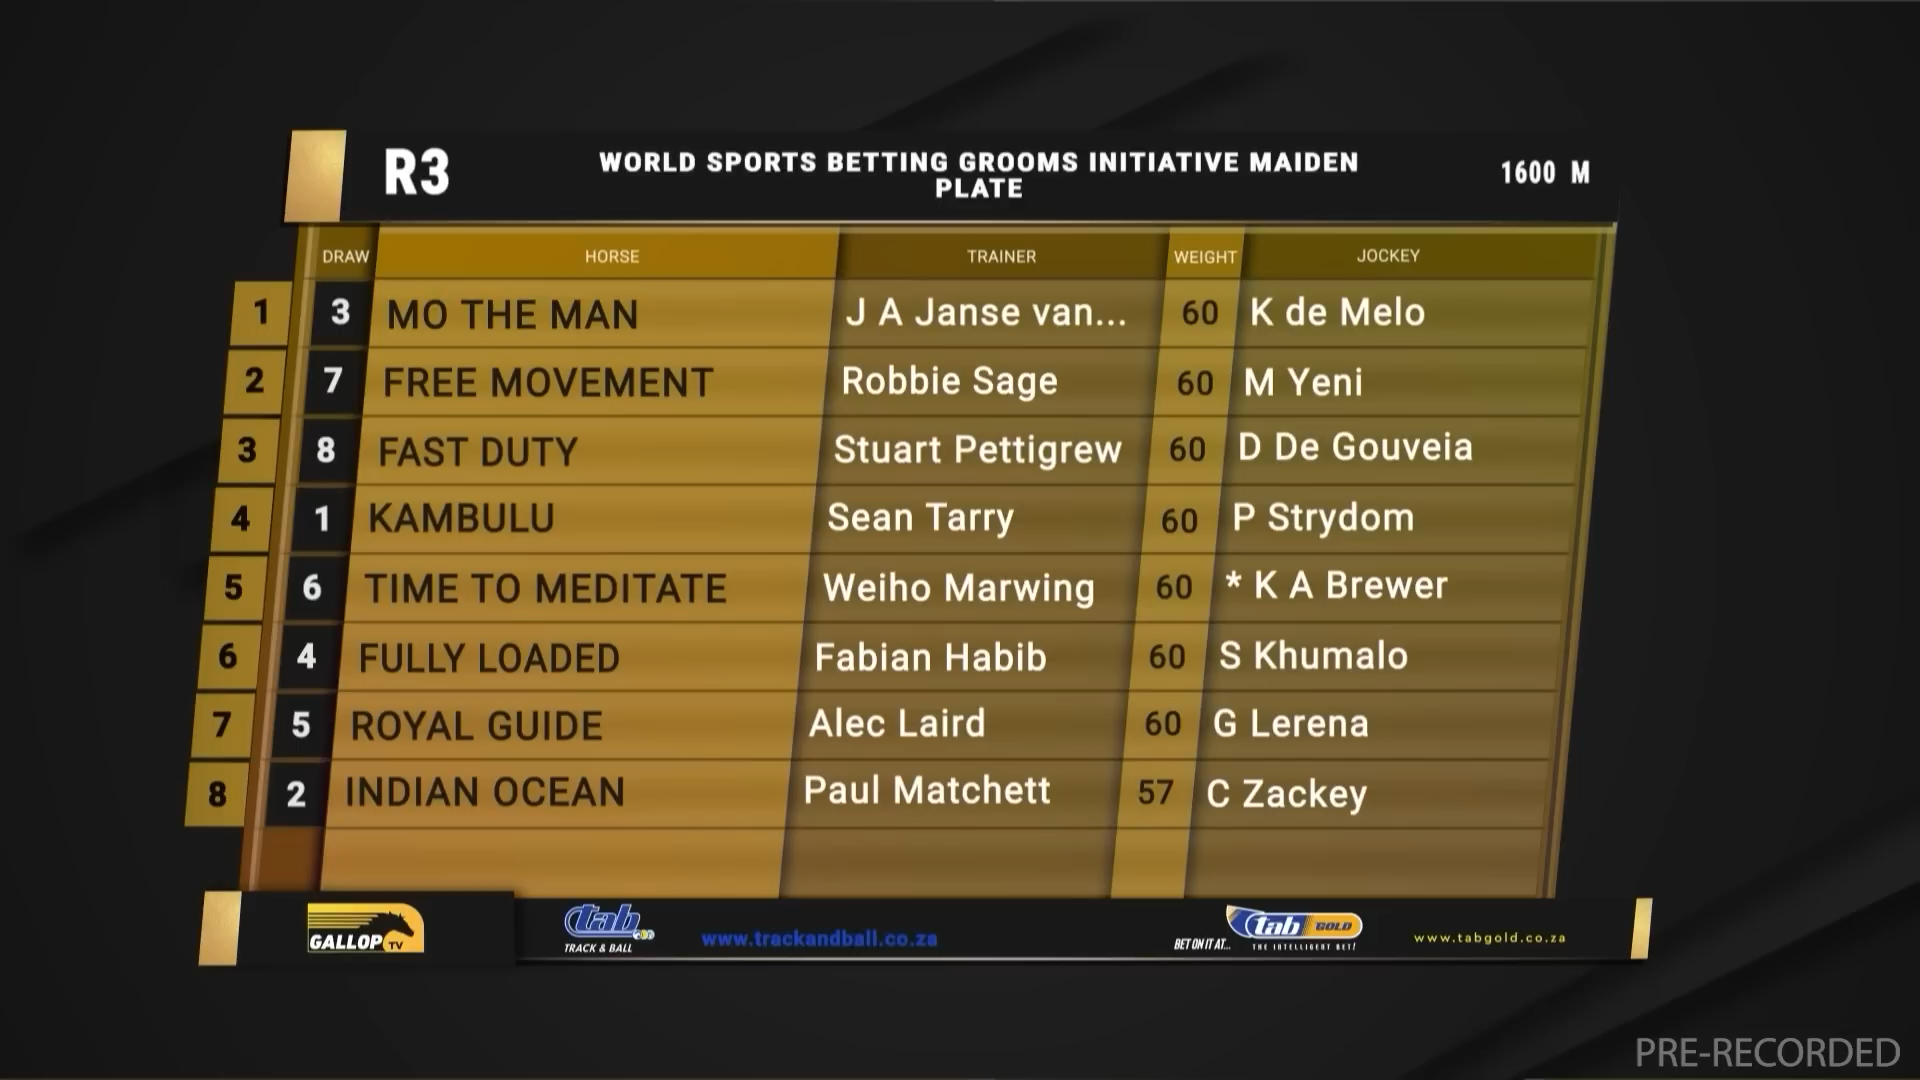 R3
WORLD SPORTS BETTING GROOMS INITIATIVE MAIDEN
PLATE
1600 M
DRAW HORSE TRAINER WEIGHT JOCKEY
1 3 MO THE MAN J A Janse van... 60 K de Melo
2 7 FREE MOVEMENT Robbie Sage 60 M Yeni
3 8 FAST DUTY Stuart Pettigrew 60 D De Gouveia
4 1 KAMBULU Sean Tarry 60 P Strydom
5 6 TIME TO MEDITATE Weiho Marwing 60 * K A Brewer
6 4 FULLY LOADED Fabian Habib 60 S Khumalo
7 5 ROYAL GUIDE Alec Laird 60 G Lerena
8 2 INDIAN OCEAN Paul Matchett 57 C Zackey
GALLOP TV
tab
TRACK & BALL
www.trackandball.co.za
BET ON IT AT...
tab GOLD
THE INTELLIGENT BET!
www.tabgold.co.za
PRE-RECORDED